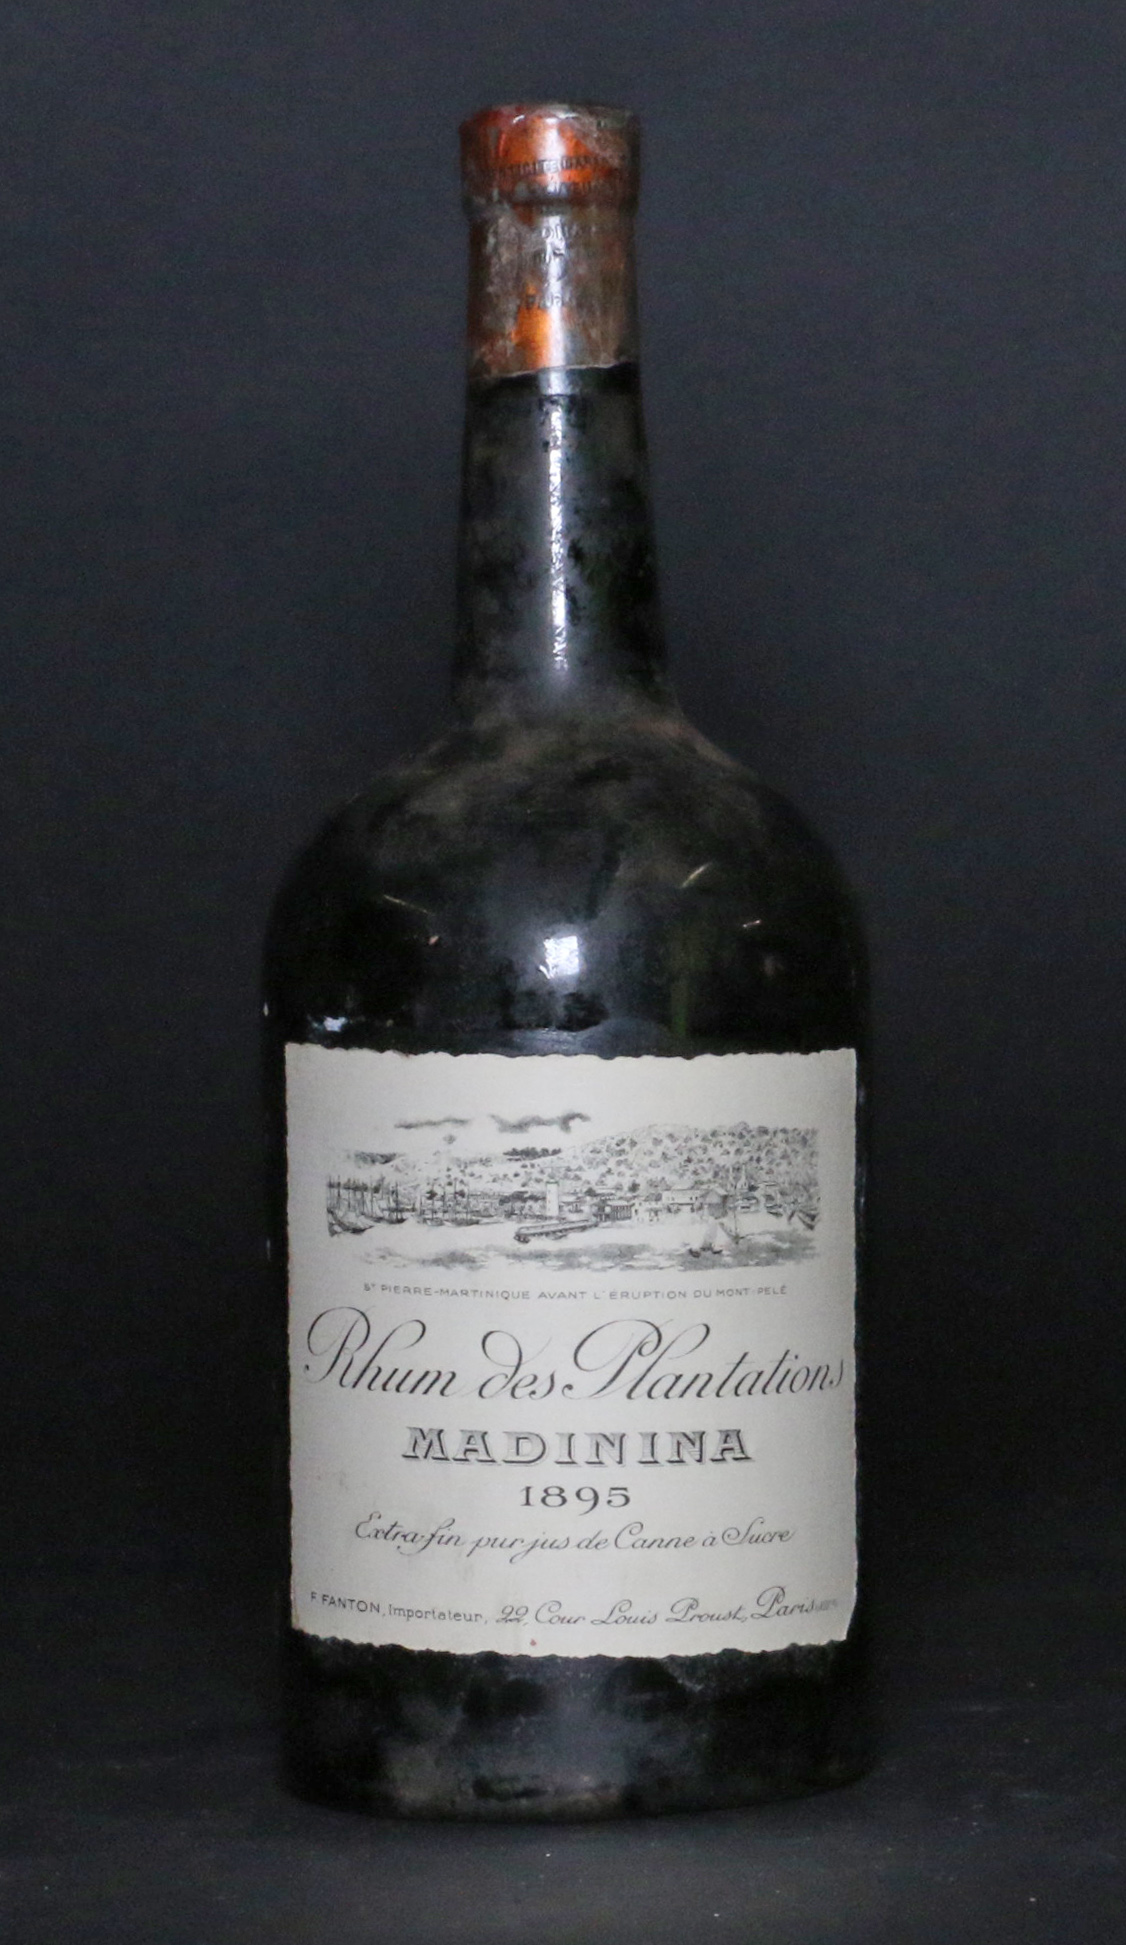 St PIERRE-MARTINIQUE AVANT L'ERUPTION DU MONT-PELÉ
Rhum des Plantations
MADININA
1895
Extra-fin pur jus de Canne à Sucre
F. FANTON, Importateur, 22, Cour Louis Proust, Paris